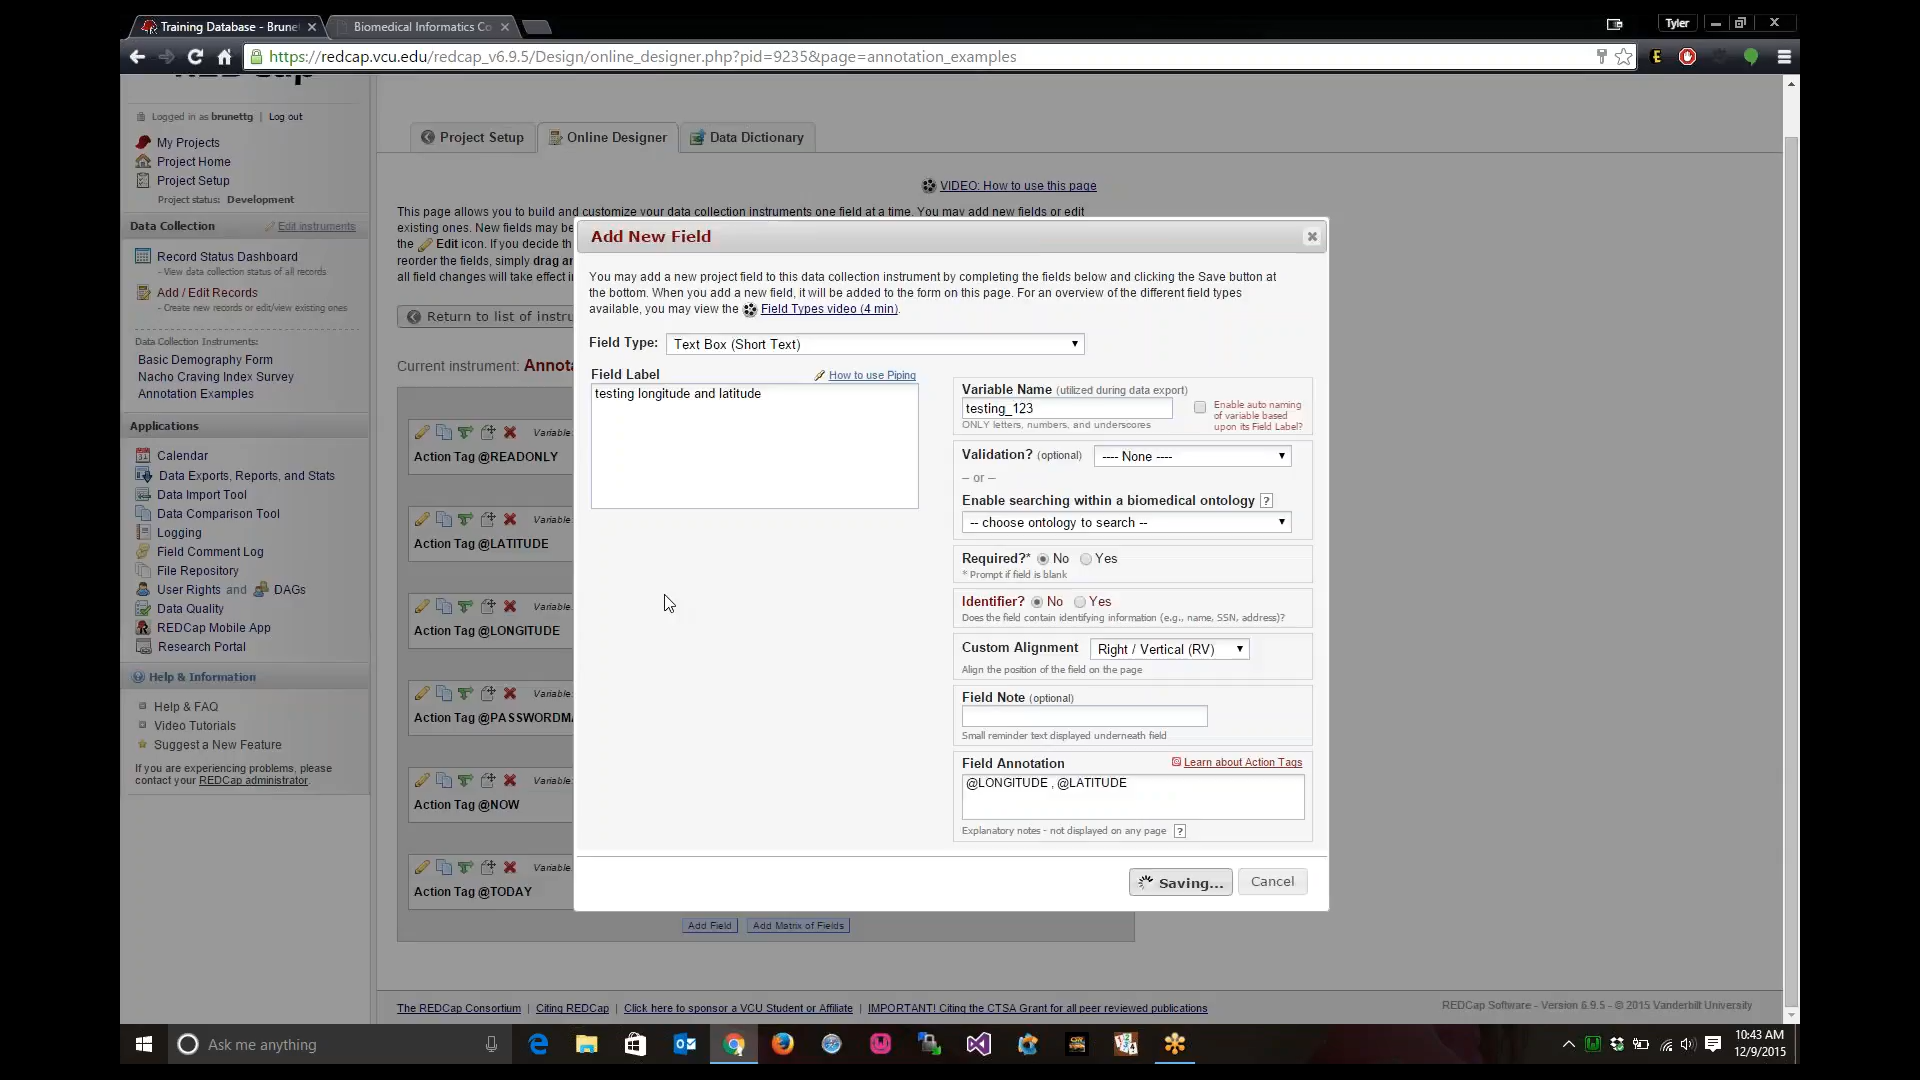 Training Database - Brune
Biomedical Informatics Co
Tyler
https://redcap.vcu.edu/redcap_v6.9.5/Design/online_designer.php?pid=9235&page=annotation_examples
Logged in as brunettg | Log out
My Projects
Project Home
Project Setup
Project status: Development
Data Collection
Edit instruments
Record Status Dashboard
- View data collection status of all records
Add / Edit Records
- Create new records or edit/view existing ones
Data Collection Instruments:
Basic Demography Form
Nacho Craving Index Survey
Annotation Examples
Applications
Calendar
Data Exports, Reports, and Stats
Data Import Tool
Data Comparison Tool
Logging
Field Comment Log
File Repository
User Rights and DAGs
Data Quality
REDCap Mobile App
Research Portal
Help & Information
Help & FAQ
Video Tutorials
Suggest a New Feature
If you are experiencing problems, please
contact your REDCap administrator.
Project Setup
Online Designer
Data Dictionary
VIDEO: How to use this page
This page allows you to build and customize your data collection instruments one field at a time. You may add new fields or edit
existing ones. New fields may be
the Edit icon. If you decide th
reorder the fields, simply drag an
all field changes will take effect in
Return to list of instru
Current instrument: Annota
Variable:
Action Tag @READONLY
Variable:
Action Tag @LATITUDE
Variable:
Action Tag @LONGITUDE
Variable:
Action Tag @PASSWORDMA
Variable:
Action Tag @NOW
Variable:
Action Tag @TODAY
Add Field
Add Matrix of Fields
Add New Field
You may add a new project field to this data collection instrument by completing the fields below and clicking the Save button at
the bottom. When you add a new field, it will be added to the form on this page. For an overview of the different field types
available, you may view the Field Types video (4 min).
Field Type: Text Box (Short Text)
Field Label
How to use Piping
testing longitude and latitude
Variable Name (utilized during data export)
testing_123
ONLY letters, numbers, and underscores
Enable auto naming
of variable based
upon its Field Label?
Validation? (optional) ---- None ----
-- or --
Enable searching within a biomedical ontology ?
-- choose ontology to search --
Required?* No Yes
* Prompt if field is blank
Identifier? No Yes
Does the field contain identifying information (e.g., name, SSN, address)?
Custom Alignment Right / Vertical (RV)
Align the position of the field on the page
Field Note (optional)
Small reminder text displayed underneath field
Field Annotation
Learn about Action Tags
@LONGITUDE , @LATITUDE
Explanatory notes - not displayed on any page ?
Saving...
Cancel
The REDCap Consortium | Citing REDCap | Click here to sponsor a VCU Student or Affiliate | IMPORTANT! Citing the CTSA Grant for all peer reviewed publications
REDCap Software - Version 6.9.5 - © 2015 Vanderbilt University
Ask me anything
10:43 AM
12/9/2015